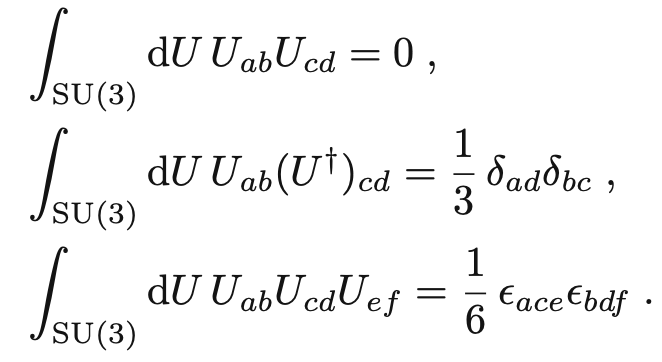 ∫_{SU(3)} dU U_{ab}U_{cd} = 0 ,
∫_{SU(3)} dU U_{ab}(U^†)_{cd} = \frac{1}{3} δ_{ad}δ_{bc} ,
∫_{SU(3)} dU U_{ab}U_{cd}U_{ef} = \frac{1}{6} ϵ_{ace}ϵ_{bdf} .